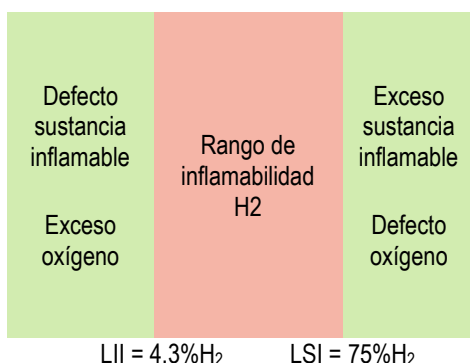 Defecto
sustancia
inflamable
Exceso
oxígeno
Rango de
inflamabilidad
H2
Exceso
sustancia
inflamable
Defecto
oxígeno
LII = 4.3%H₂
LSI = 75%H₂